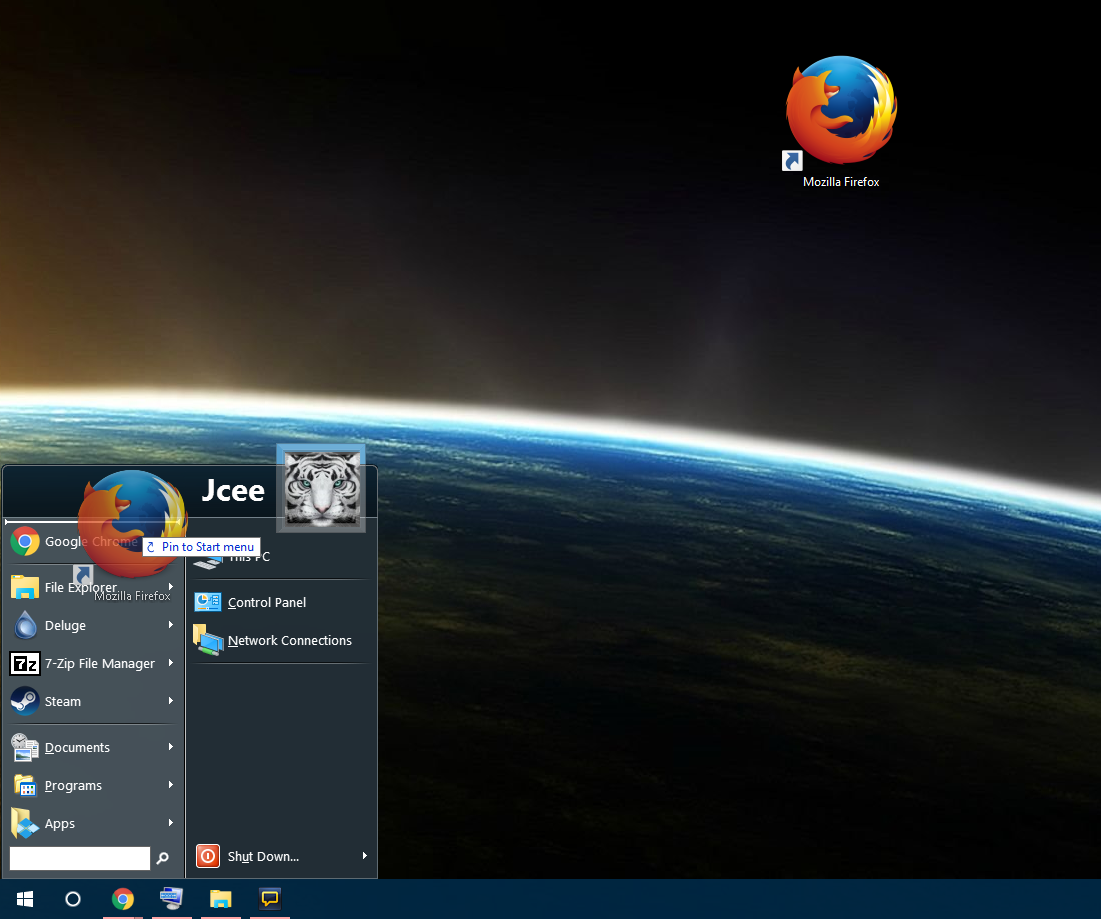 Mozilla Firefox
Jcee
Google Chrome
Pin to Start menu
File Explorer
Mozilla Firefox
Deluge
7-Zip File Manager
Steam
Documents
Programs
Apps
This PC
Control Panel
Network Connections
Shut Down...
7z